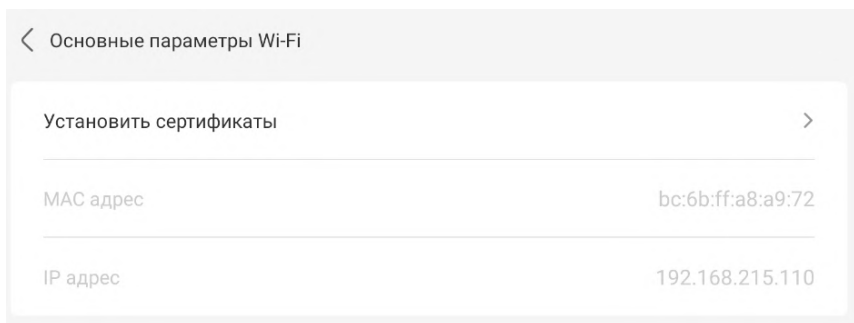 Основные параметры Wi-Fi
Установить сертификаты
MAC адрес bc:6b:ff:a8:a9:72
IP адрес 192.168.215.110